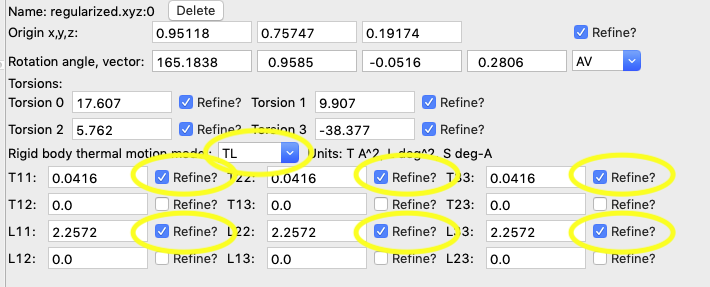 Name: regularized.xyz:0 Delete
Origin x,y,z: 0.95118 0.75747 0.19174 Refine?
Rotation angle, vector: 165.1838 0.9585 -0.0516 0.2806 AV
Torsions:
Torsion 0 17.607 Refine? Torsion 1 9.907 Refine?
Torsion 2 5.762 Refine? Torsion 3 -38.377 Refine?
Rigid body thermal motion model: TL Units: T A^2, L deg^2, S deg-A
T11: 0.0416 Refine? T22: 0.0416 Refine? T33: 0.0416 Refine?
T12: 0.0 Refine? T13: 0.0 Refine? T23: 0.0 Refine?
L11: 2.2572 Refine? L22: 2.2572 Refine? L33: 2.2572 Refine?
L12: 0.0 Refine? L13: 0.0 Refine? L23: 0.0 Refine?